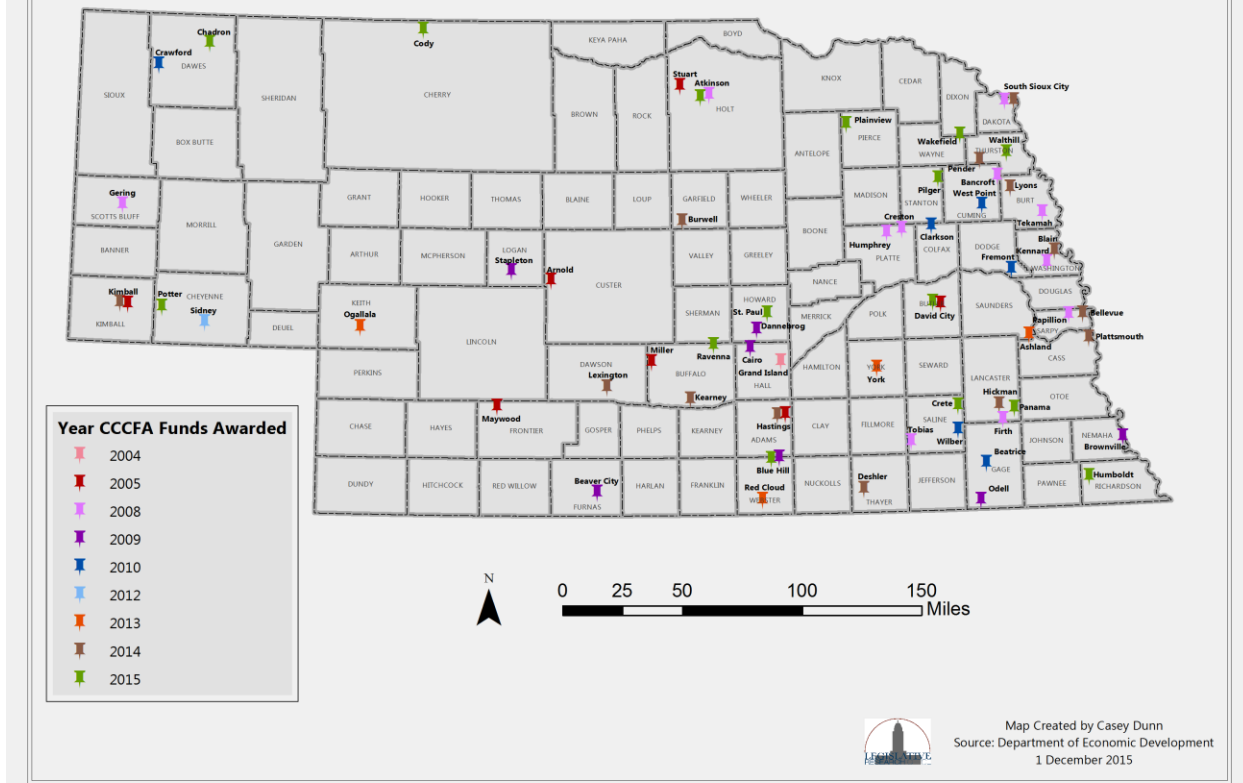 Chadron
Crawford
DAWES
SIOUX
SHERIDAN
BOX BUTTE
Cody
CHERRY
KEYA PAHA
BOYD
BROWN
ROCK
Stuart
Atkinson
HOLT
KNOX
CEDAR
DIXON
South Sioux City
DAKOTA
Plainview
PIERCE
ANTELOPE
Wakefield
WAYNE
Walthill
THURSTON
Pender
Bancroft
West Point
CUMING
Lyons
BURT
Tekamah
Pilger
STANTON
MADISON
Gering
SCOTTS BLUFF
MORRILL
BANNER
GARDEN
GRANT
HOOKER
THOMAS
BLAINE
LOUP
GARFIELD
Burwell
WHEELER
BOONE
Creston
Humphrey
PLATTE
Clarkson
COLFAX
DODGE
Fremont
Blair
Kennard
WASHINGTON
ARTHUR
MCPHERSON
LOGAN
Stapleton
Arnold
CUSTER
VALLEY
GREELEY
NANCE
Kimball
KIMBALL
Potter
CHEYENNE
Sidney
DEUEL
KEITH
Ogallala
LINCOLN
PERKINS
SHERMAN
HOWARD
St. Paul
Dannebrog
MERRICK
POLK
David City
SAUNDERS
DOUGLAS
Papillion
Bellevue
SARPY
Ashland
Plattsmouth
CASS
DAWSON
Lexington
Miller
BUFFALO
Ravenna
Kearney
Cairo
Grand Island
HALL
HAMILTON
York
SEWARD
LANCASTER
Hickman
Panama
Firth
OTOE
CHASE
HAYES
Maywood
FRONTIER
GOSPER
PHELPS
KEARNEY
Hastings
ADAMS
CLAY
FILLMORE
Crete
SALINE
Tobias
Wilber
Beatrice
GAGE
Odell
JOHNSON
NEMAHA
Brownville
DUNDY
HITCHCOCK
RED WILLOW
Beaver City
FURNAS
HARLAN
FRANKLIN
Blue Hill
Red Cloud
WEBSTER
NUCKOLLS
Deshler
THAYER
JEFFERSON
PAWNEE
Humboldt
RICHARDSON
Year CCCFA Funds Awarded
2004
2005
2008
2009
2010
2012
2013
2014
2015
N
0 25 50 100 150
Miles
LEGISLATIVE
Map Created by Casey Dunn
Source: Department of Economic Development
1 December 2015